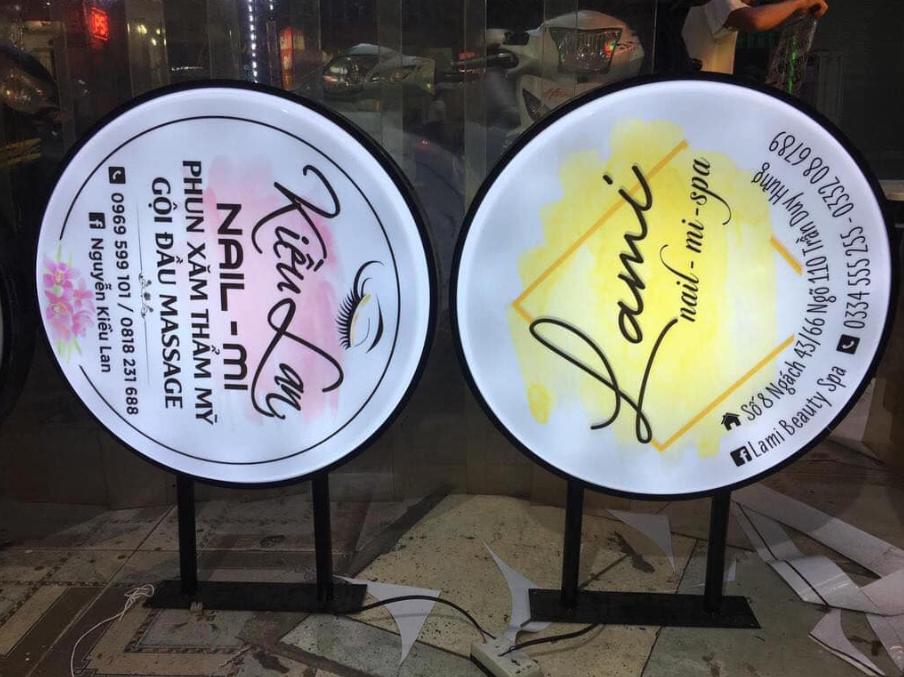 Kiều Lan
NAIL - MI
PHUN XĂM THẨM MỸ
GỘI ĐẦU MASSAGE
0969 599 101 / 0818 231 688
Nguyễn Kiều Lan
Lami
nail - mi - spa
Số 8 Ngách 43/66 Ngõ 110 Trần Duy Hưng
Lami Beauty Spa
0334 555 255 - 0352 08 6789